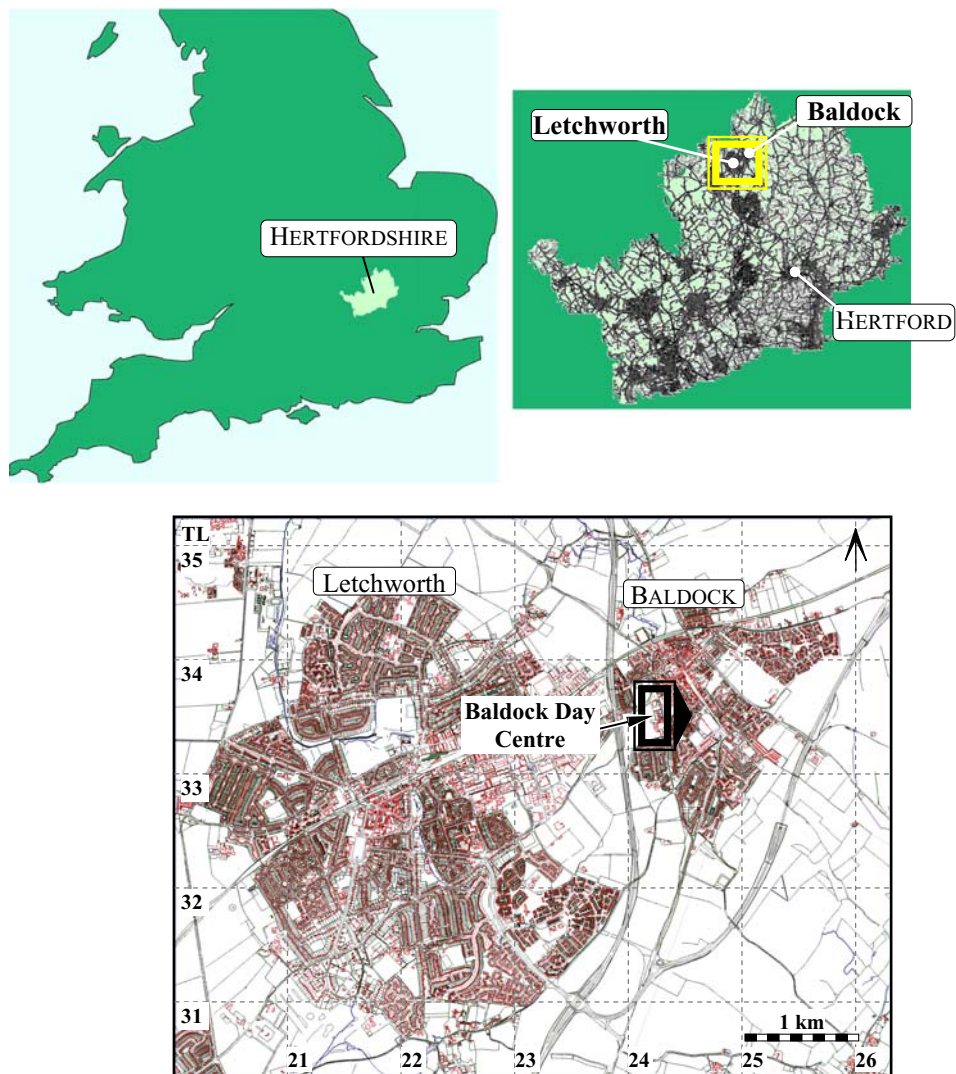 HERTFORDSHIRE
Letchworth
Baldock
HERTFORD
TL
35
Letchworth
BALDOCK
34
Baldock Day
Centre
33
32
31
1 km
21
22
23
24
25
26